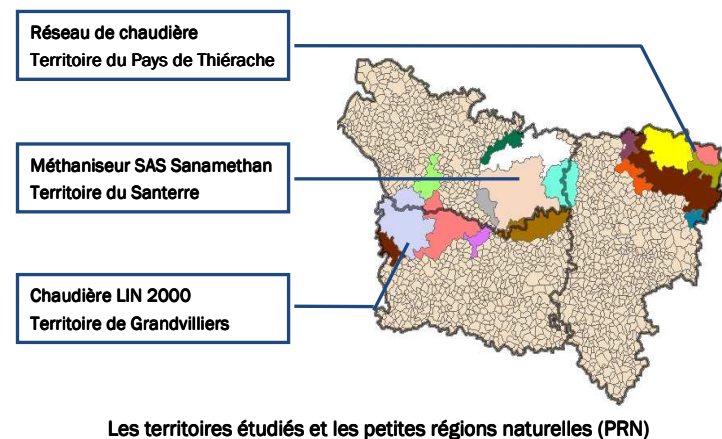 Réseau de chaudière
Territoire du Pays de Thiérache
Méthaniseur SAS Sanamethan
Territoire du Santerre
Chaudière LIN 2000
Territoire de Grandvilliers
Les territoires étudiés et les petites régions naturelles (PRN)